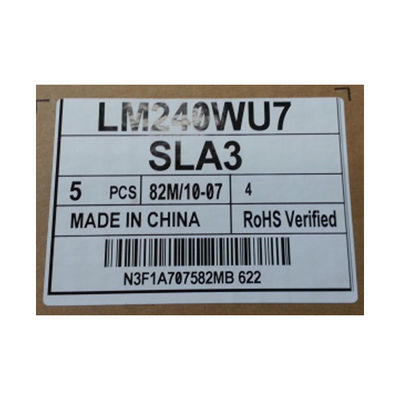 LM240WU7
SLA3
5 PCS 82M/10-07 4
MADE IN CHINA RoHS Verified
N3F1A707582MB 622